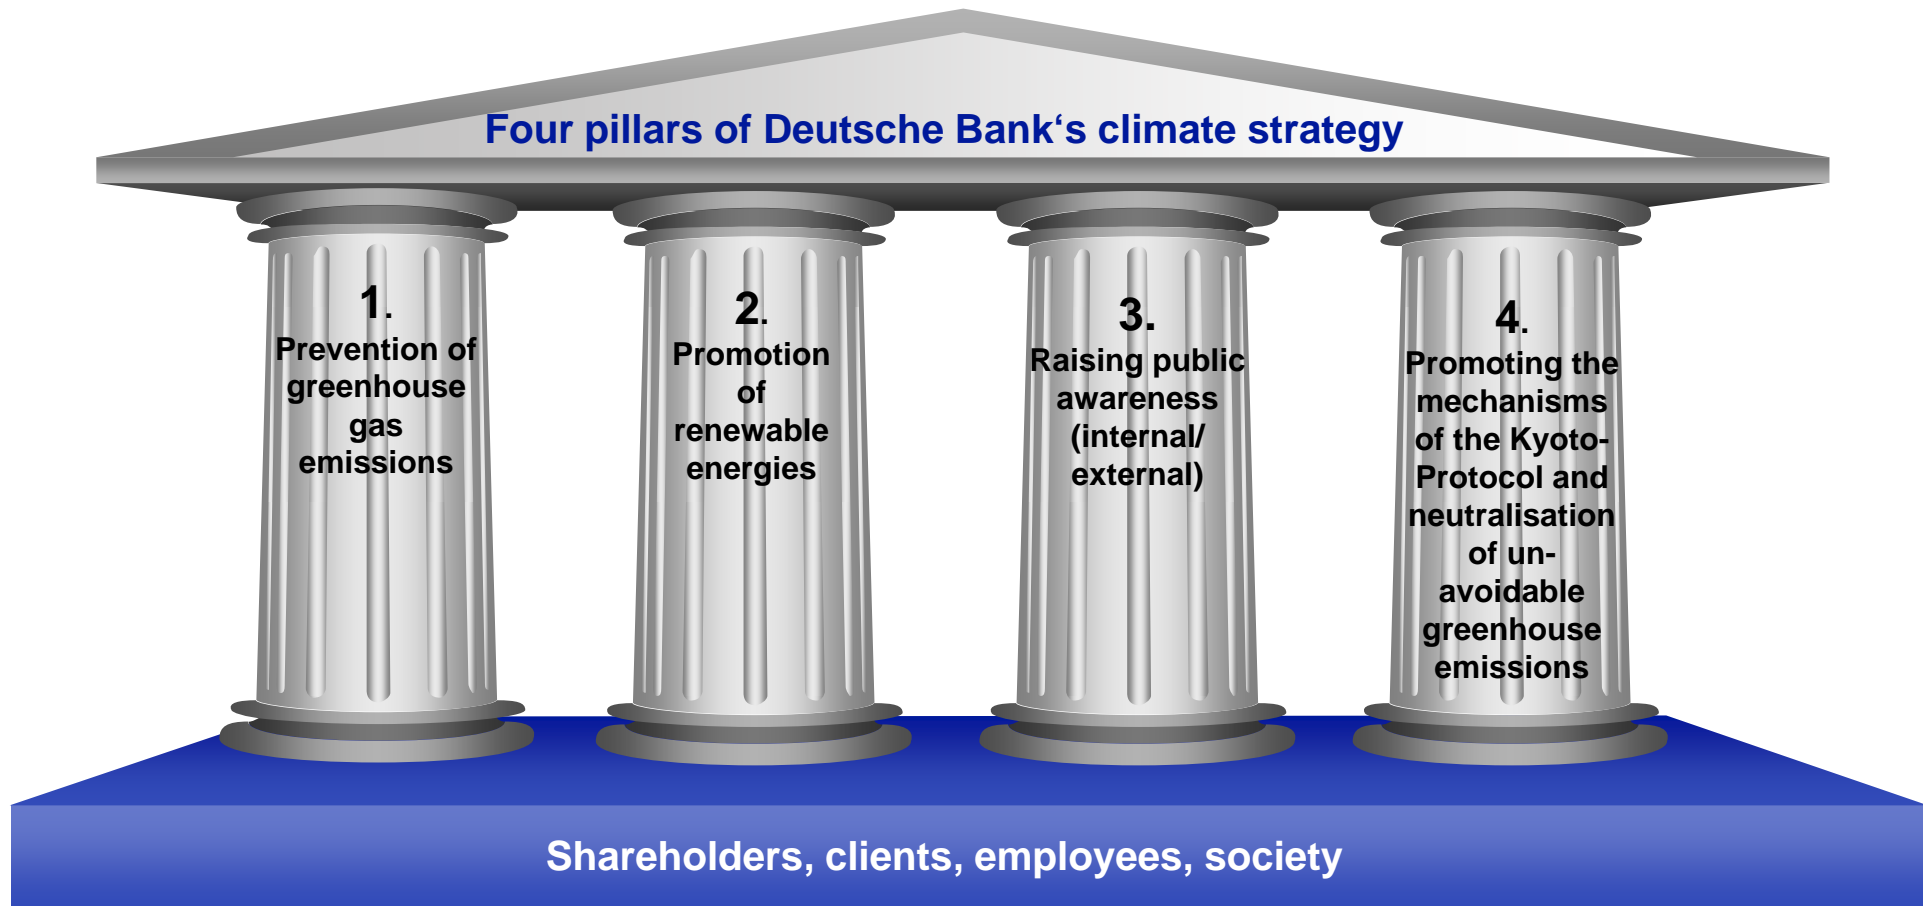 Four pillars of Deutsche Bank‘s climate strategy
1.
Prevention of
greenhouse
gas
emissions
2.
Promotion
of
renewable
energies
3.
Raising public
awareness
(internal/
external)
4.
Promoting the
mechanisms
of the Kyoto-
Protocol and
neutralisation
of un-
avoidable
greenhouse
emissions
Shareholders, clients, employees, society